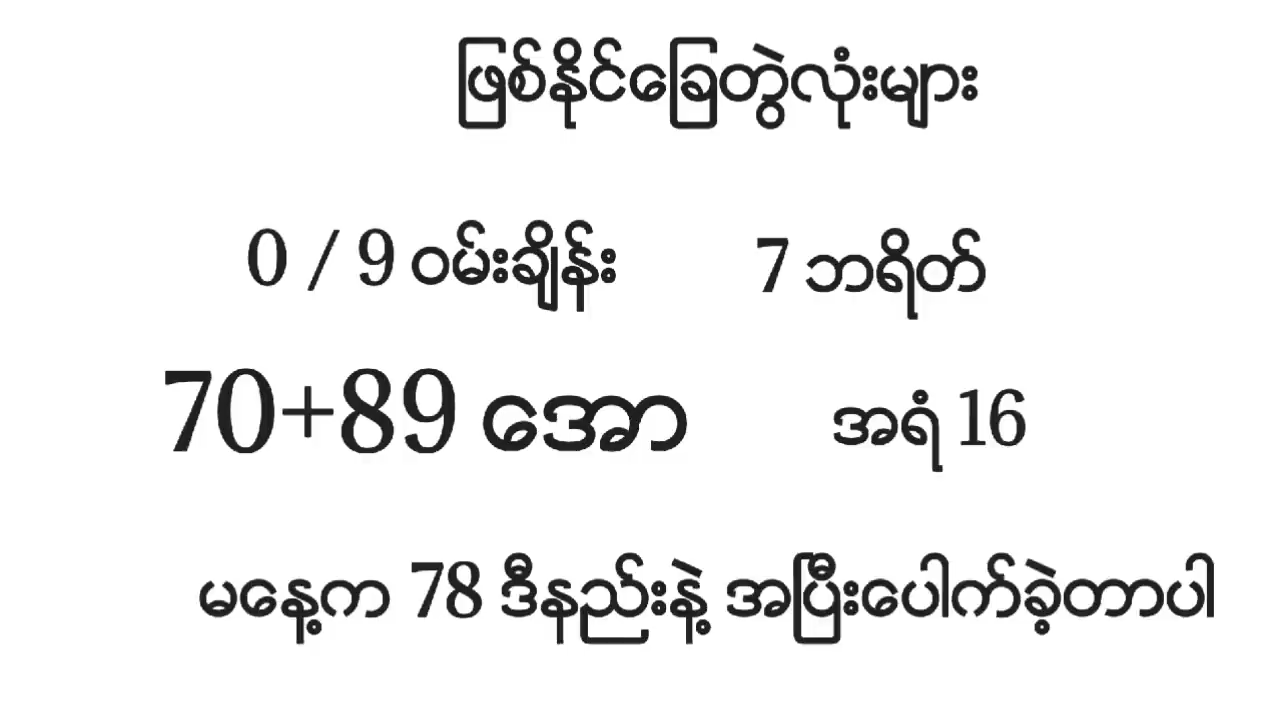 ဖြစ်နိုင်ခြေတွဲလုံးများ
0 / 9 ဝမ်းချိန်း 7 ဘရိတ်
70+89 အော အရံ 16
မနေ့က 78 ဒီနည်းနဲ့ အပြီးပေါက်ခဲ့တာပါ